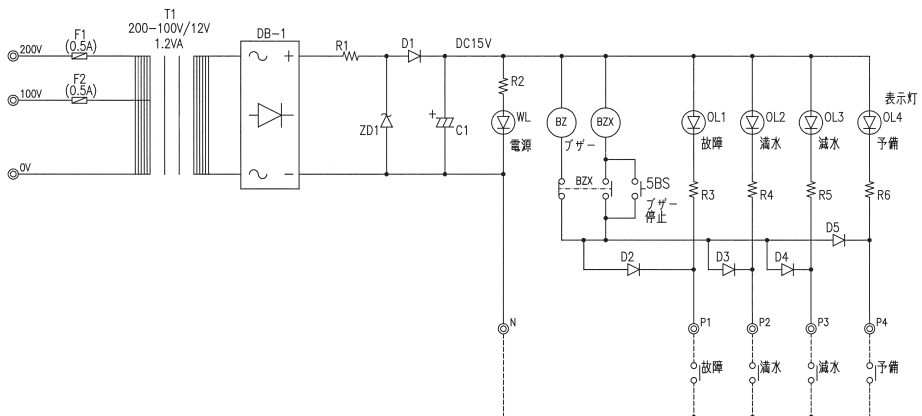 T1
200-100V/12V
1.2VA
F1
(0.5A)
200V
F2
(0.5A)
100V
0V
DB-1
+
−
R1
D1
DC15V
ZD1
+
C1
R2
WL
電源
BZ
BZX
ブザー
BZX
5BS
ブザー
停止
表示灯
OL1
故障
OL2
満水
OL3
減水
OL4
予備
R3
R4
R5
R6
D5
D2
D3
D4
N
P1
P2
P3
P4
故障
満水
減水
予備